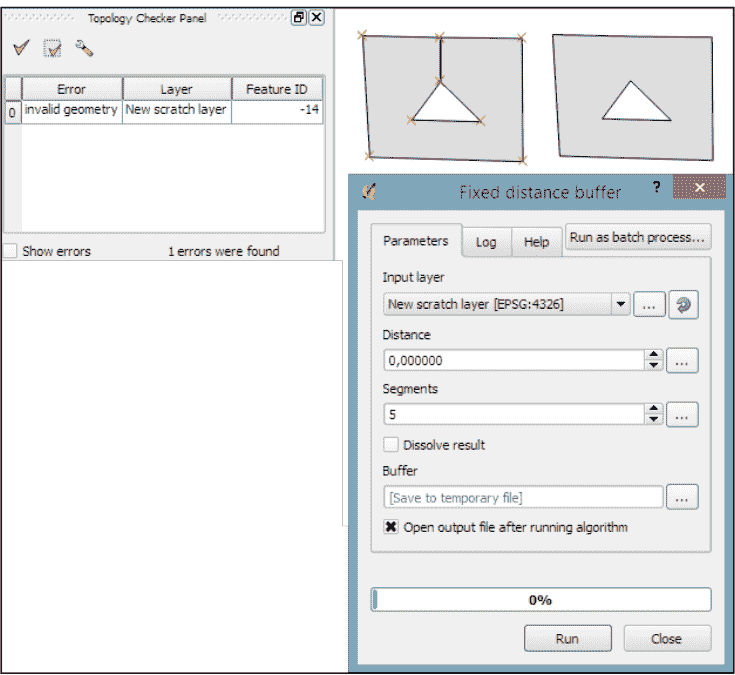 Topology Checker Panel
Error Layer Feature ID
0 invalid geometry New scratch layer -14
Show errors 1 errors were found
Fixed distance buffer ?
Parameters Log Help Run as batch process...
Input layer
New scratch layer [EPSG:4326] ...
Distance
0,000000 ...
Segments
5 ...
Dissolve result
Buffer
[Save to temporary file] ...
Open output file after running algorithm
0%
Run Close